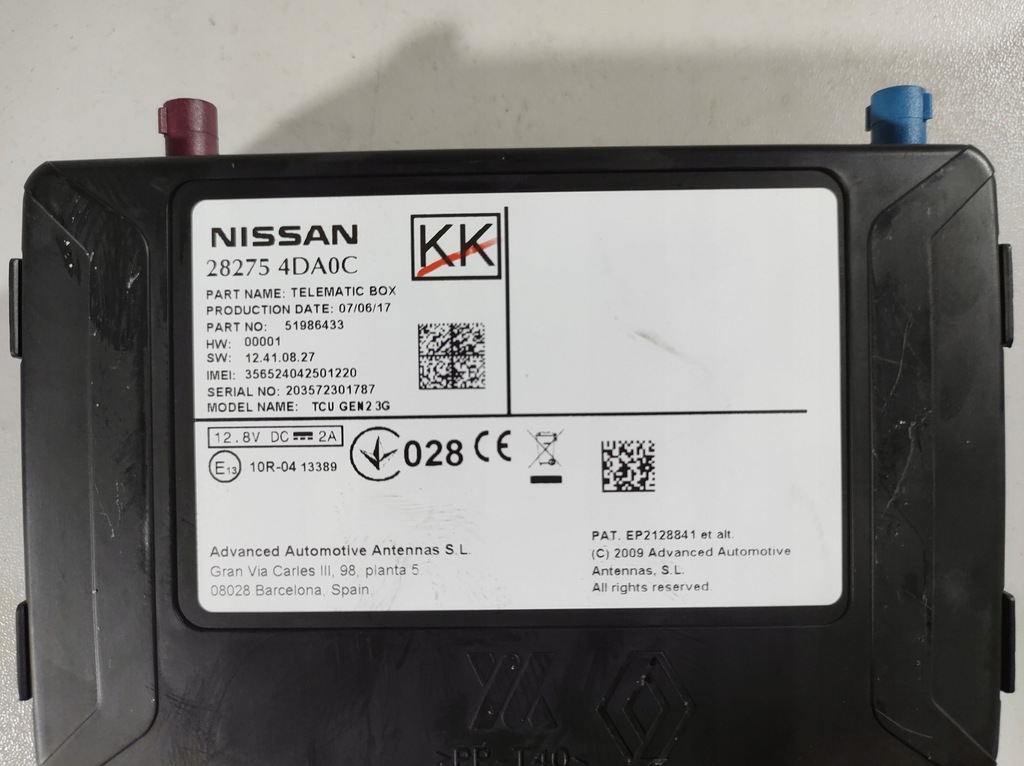 NISSAN
28275 4DA0C
KK
PART NAME: TELEMATIC BOX
PRODUCTION DATE: 07/06/17
PART NO: 51986433
HW: 00001
SW: 12.41.08.27
IMEI: 356524042501220
SERIAL NO: 203572301787
MODEL NAME: TCU GEN2 3G
12.8V DC 2A
028 CE
E13 10R-04 13389
Advanced Automotive Antennas S.L.
Gran Via Carles III, 98, planta 5
08028 Barcelona, Spain.
PAT. EP2128841 et alt.
(C) 2009 Advanced Automotive
Antennas, S.L.
All rights reserved.
>PP-T40<